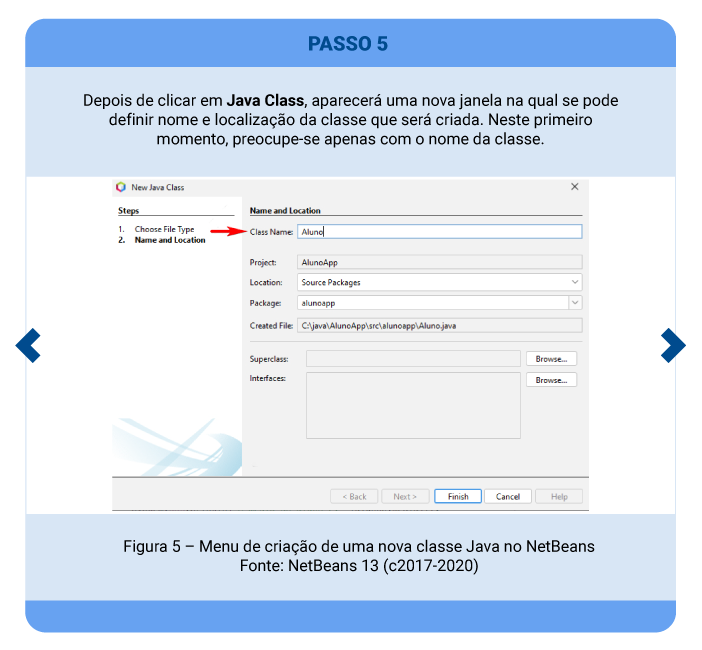 PASSO 5
Depois de clicar em Java Class, aparecerá uma nova janela na qual se pode
definir nome e localização da classe que será criada. Neste primeiro
momento, preocupe-se apenas com o nome da classe.
New Java Class
Steps
1. Choose File Type
2. Name and Location
Name and Location
Class Name: Aluno
Project: AlunoApp
Location: Source Packages
Package: alunoapp
Created File: C:\java\AlunoApp\src\alunoapp\Aluno.java
Superclass:
Browse...
Interfaces:
Browse...
< Back
Next >
Finish
Cancel
Help
Figura 5 – Menu de criação de uma nova classe Java no NetBeans
Fonte: NetBeans 13 (c2017-2020)